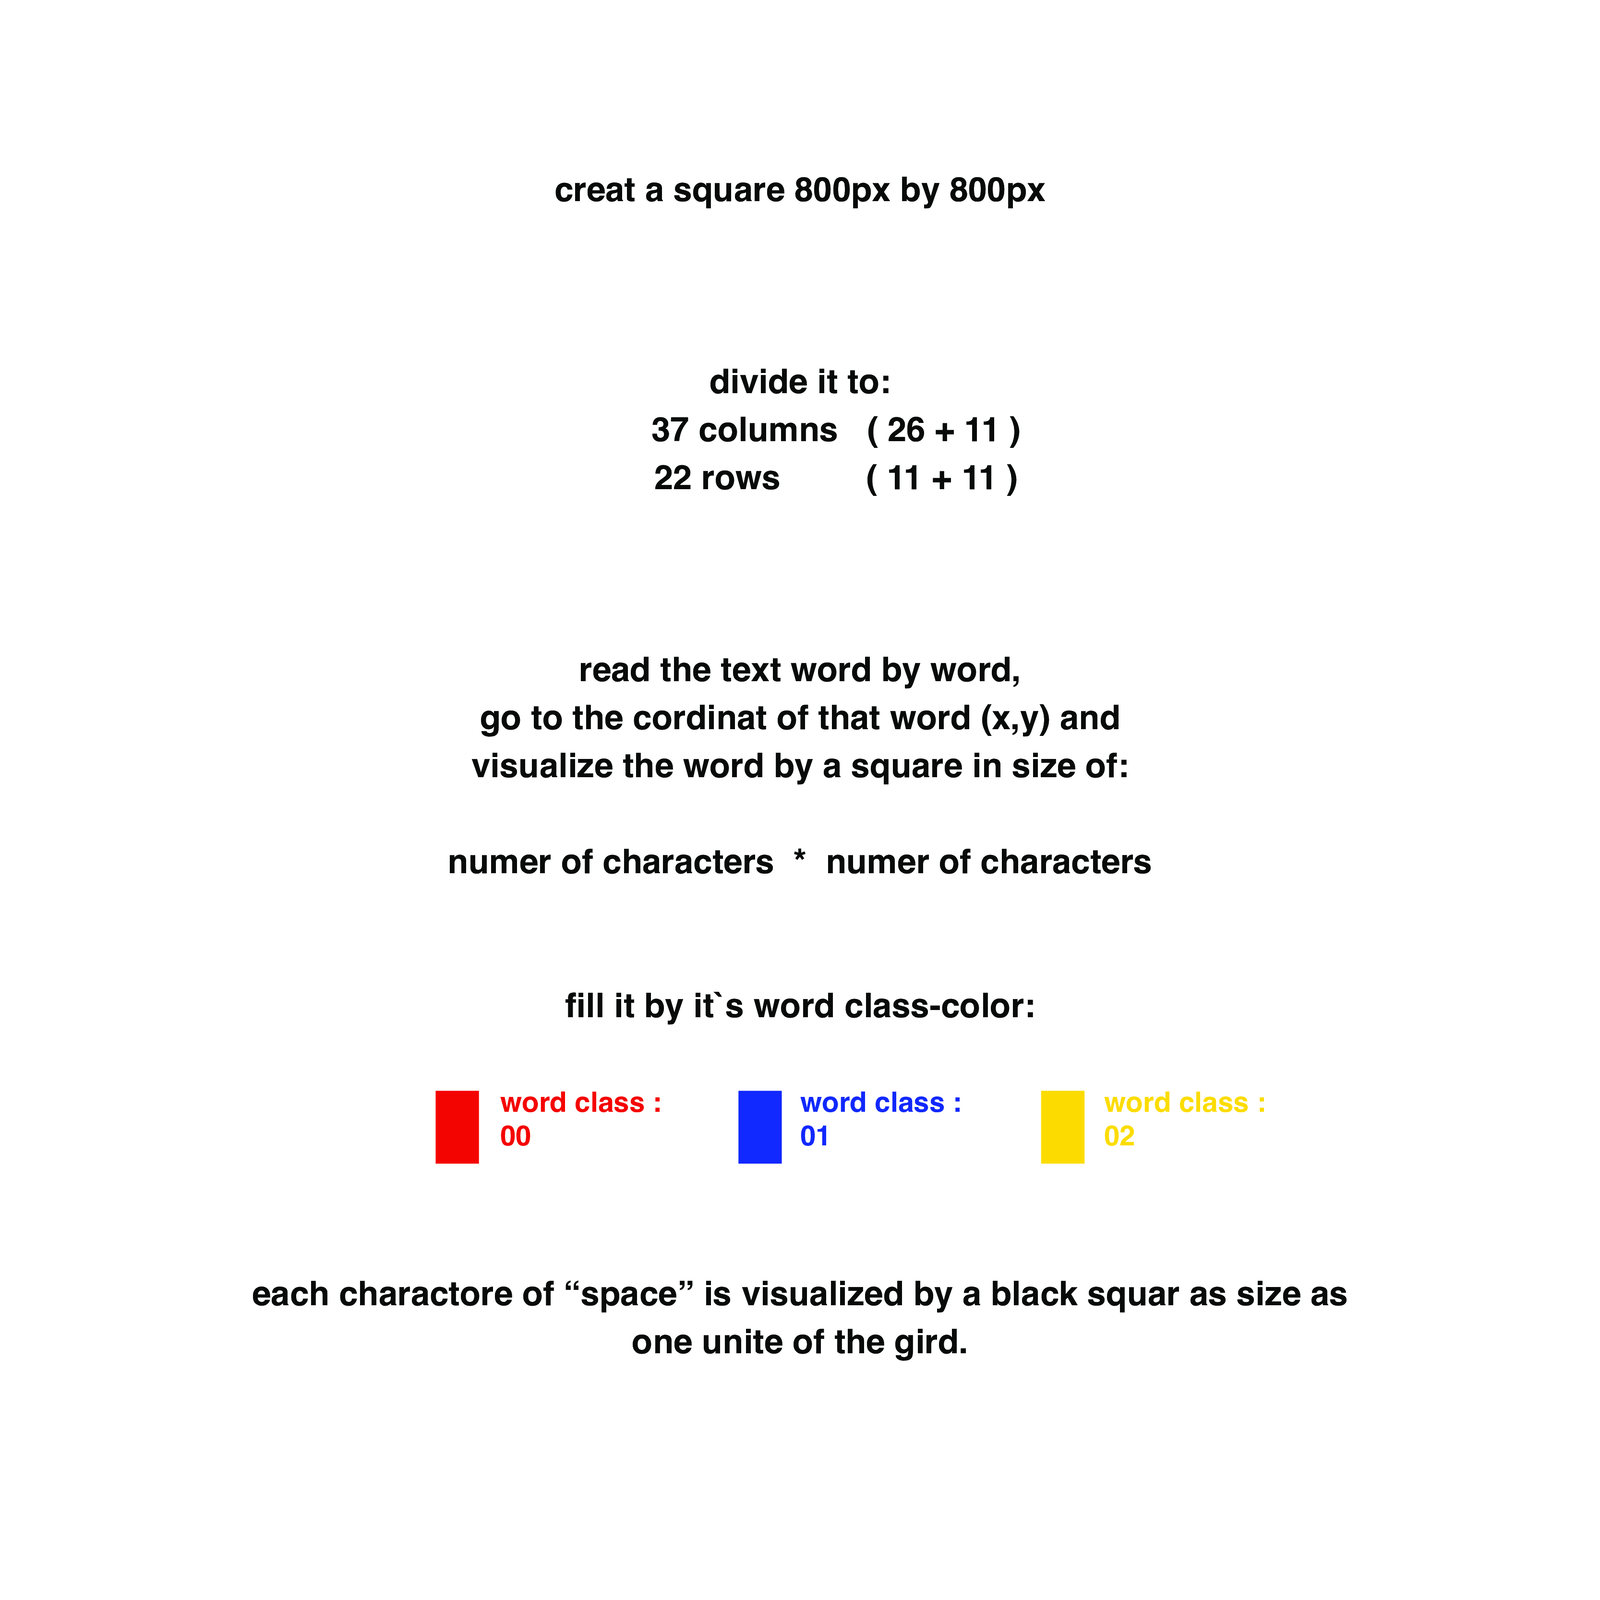 creat a square 800px by 800px
divide it to:
37 columns ( 26 + 11 )
22 rows ( 11 + 11 )
read the text word by word,
go to the cordinat of that word (x,y) and
visualize the word by a square in size of:
numer of characters * numer of characters
fill it by it`s word class-color:
word class :
00
word class :
01
word class :
02
each charactore of “space” is visualized by a black squar as size as
one unite of the gird.